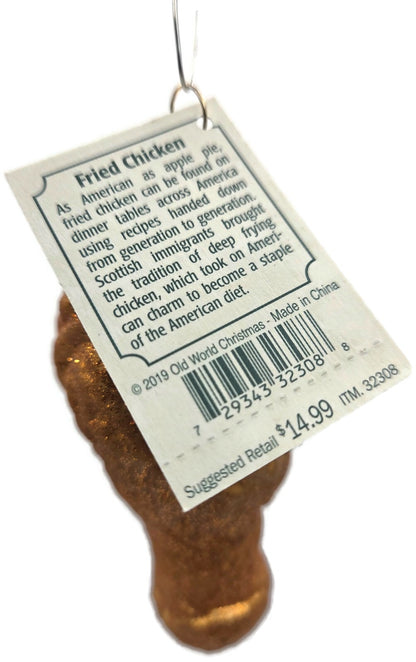 Fried Chicken
As American as apple pie,
fried chicken can be found on
dinner tables across America
using recipes handed down
from generation to generation.
Scottish immigrants brought
the tradition of deep frying
chicken, which took on Ameri-
can charm to become a staple
of the American diet.
© 2019 Old World Christmas - Made in China
7 29343 32308 8
Suggested Retail $14.99 ITM. 32308